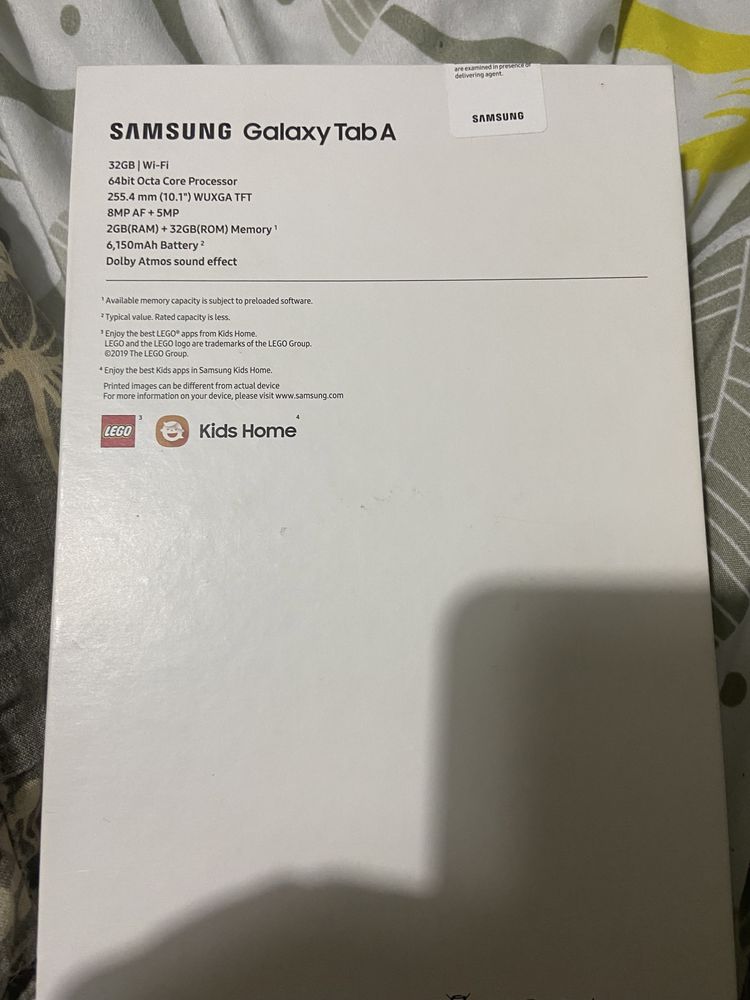 are examined in presence of
delivering agent.
SAMSUNG
SAMSUNG Galaxy Tab A
32GB | Wi-Fi
64bit Octa Core Processor
255.4 mm (10.1") WUXGA TFT
8MP AF + 5MP
2GB(RAM) + 32GB(ROM) Memory ¹
6,150mAh Battery ²
Dolby Atmos sound effect
¹ Available memory capacity is subject to preloaded software.
² Typical value. Rated capacity is less.
³ Enjoy the best LEGO® apps from Kids Home.
LEGO and the LEGO logo are trademarks of the LEGO Group.
©2019 The LEGO Group.
⁴ Enjoy the best Kids apps in Samsung Kids Home.
Printed images can be different from actual device
For more information on your device, please visit www.samsung.com
LEGO ³ Kids Home ⁴